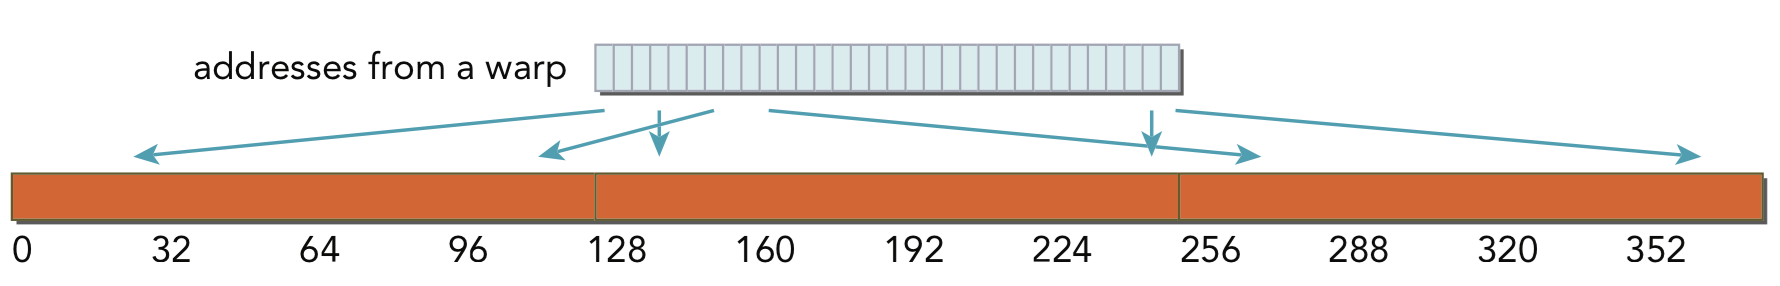 addresses from a warp
0 32 64 96 128 160 192 224 256 288 320 352